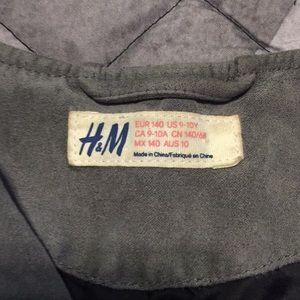 H&M
EUR 140 US 9-10Y
CA 9-10A CN 140/68
MX 140 AUS 10
Made in China/Fabriqué en Chine